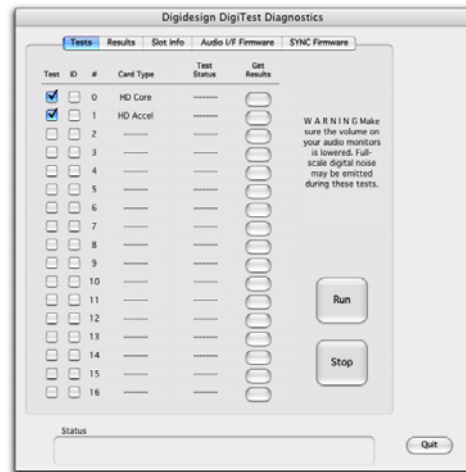 Digidesign DigiTest Diagnostics
Tests Results Slot Info Audio I/F Firmware SYNC Firmware
Test ID # Card Type Test Status Get Results
0 HD Core --------
1 HD Accel --------
2 -------- --------
3 -------- --------
4 -------- --------
5 -------- --------
6 -------- --------
7 -------- --------
8 -------- --------
9 -------- --------
10 -------- --------
11 -------- --------
12 -------- --------
13 -------- --------
14 -------- --------
15 -------- --------
16 -------- --------
W A R N I N G Make
sure the volume on
your audio monitors
is lowered. Full-
scale digital noise
may be emitted
during these tests.
Run
Stop
Status
Quit